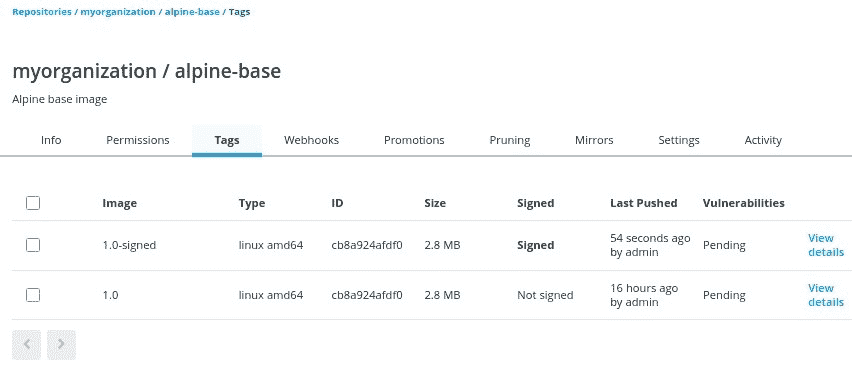 Repositories / myorganization / alpine-base / Tags
myorganization / alpine-base
Alpine base image
Info Permissions Tags Webhooks Promotions Pruning Mirrors Settings Activity
Image Type ID Size Signed Last Pushed Vulnerabilities
1.0-signed linux amd64 cb8a924afdf0 2.8 MB Signed 54 seconds ago by admin Pending View details
1.0 linux amd64 cb8a924afdf0 2.8 MB Not signed 16 hours ago by admin Pending View details